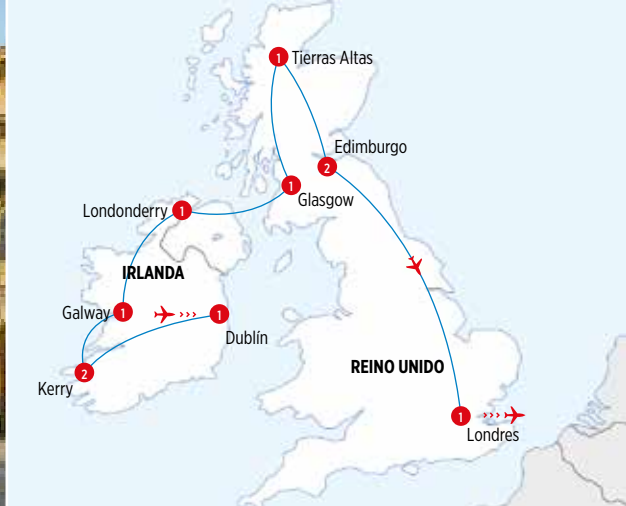 1 Tierras Altas
Edimburgo
2
1
Glasgow
Londonderry 1
IRLANDA
Galway 1
1
Dublín
2
Kerry
REINO UNIDO
1
Londres